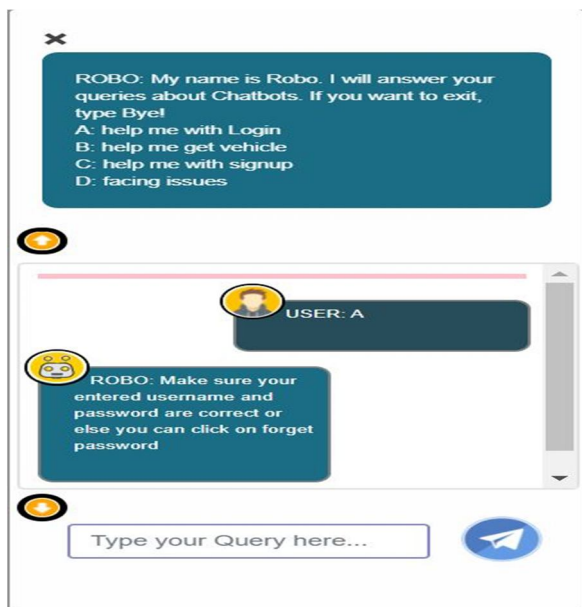 ROBO: My name is Robo. I will answer your
queries about Chatbots. If you want to exit,
type Bye!
A: help me with Login
B: help me get vehicle
C: help me with signup
D: facing issues
USER: A
ROBO: Make sure your
entered username and
password are correct or
else you can click on forget
password
Type your Query here...